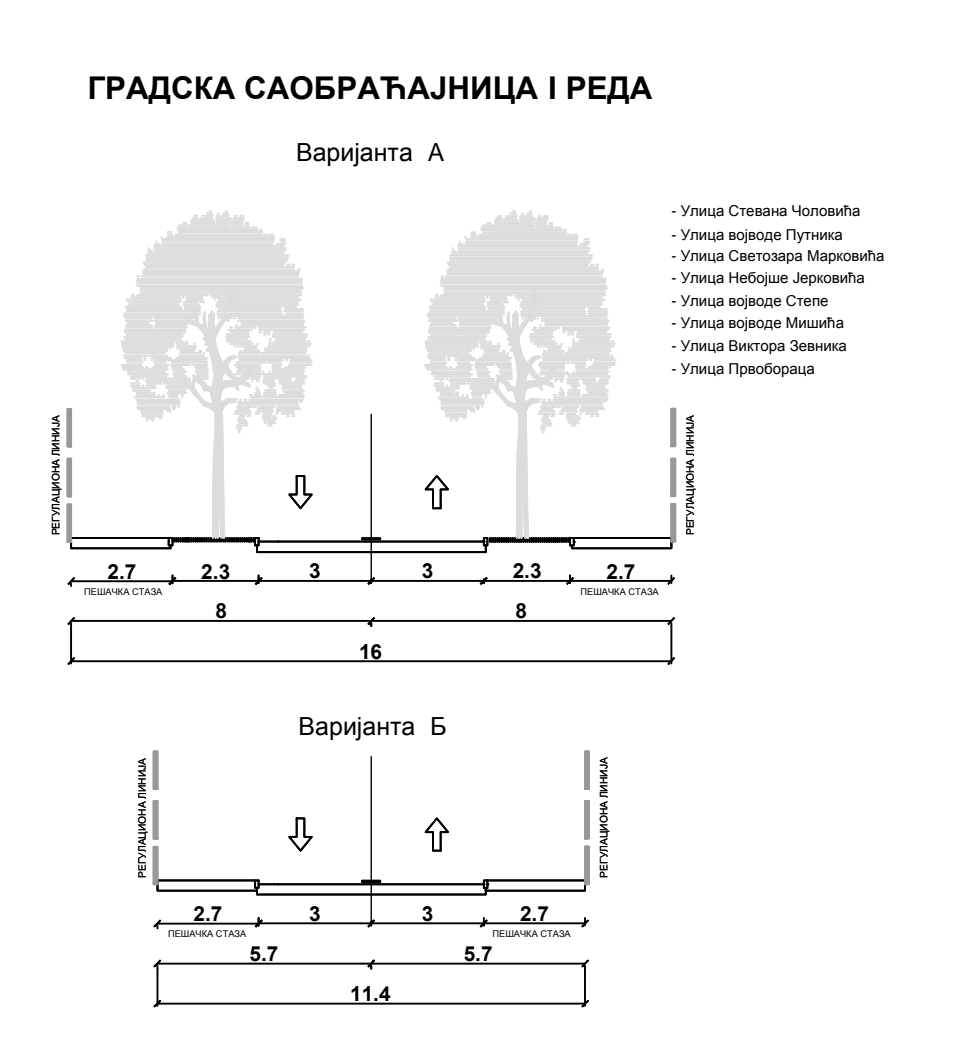 ГРАДСКА САОБРАЋАЈНИЦА I РЕДА
Варијанта А
- Улица Стевана Чоловића
- Улица војводе Путника
- Улица Светозара Марковића
- Улица Небојше Јерковића
- Улица војводе Степе
- Улица војводе Мишића
- Улица Виктора Зевника
- Улица Првобораца
РЕГУЛАЦИОНА ЛИНИЈА
РЕГУЛАЦИОНА ЛИНИЈА
2.7 2.3 3 3 2.3 2.7
ПЕШАЧКА СТАЗА ПЕШАЧКА СТАЗА
8 8
16
Варијанта Б
РЕГУЛАЦИОНА ЛИНИЈА
РЕГУЛАЦИОНА ЛИНИЈА
2.7 3 3 2.7
ПЕШАЧКА СТАЗА ПЕШАЧКА СТАЗА
5.7 5.7
11.4